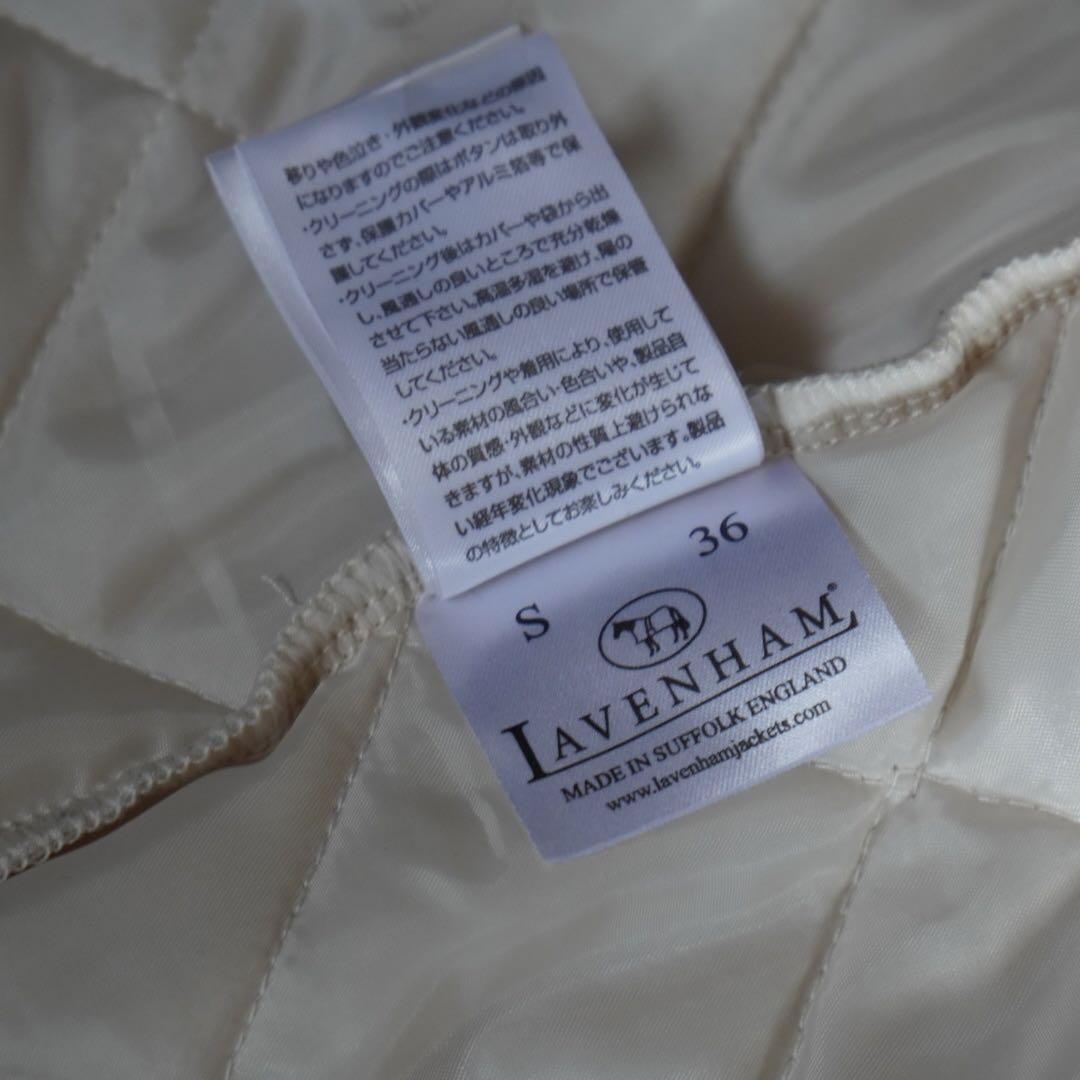 移りや色泣き・外観変化などの原因
になりますのでご注意ください。
・クリーニングの際はボタンは取り外
さず、保護カバーやアルミ箔等で保
護してください。
・クリーニング後はカバーや袋から出
し、風通しの良いところで充分乾燥
させて下さい。高温多湿を避け、陽の
当たらない風通しの良い場所で保管
してください。
・クリーニングや着用により、使用して
いる素材の風合い・色合いや、製品自
体の質感・外観などに変化が生じて
きますが、素材の性質上避けられな
い経年変化現象でございます。製品
の特徴としてお楽しみください。
S 36
LAVENHAM®
MADE IN SUFFOLK ENGLAND
www.lavenhamjackets.com